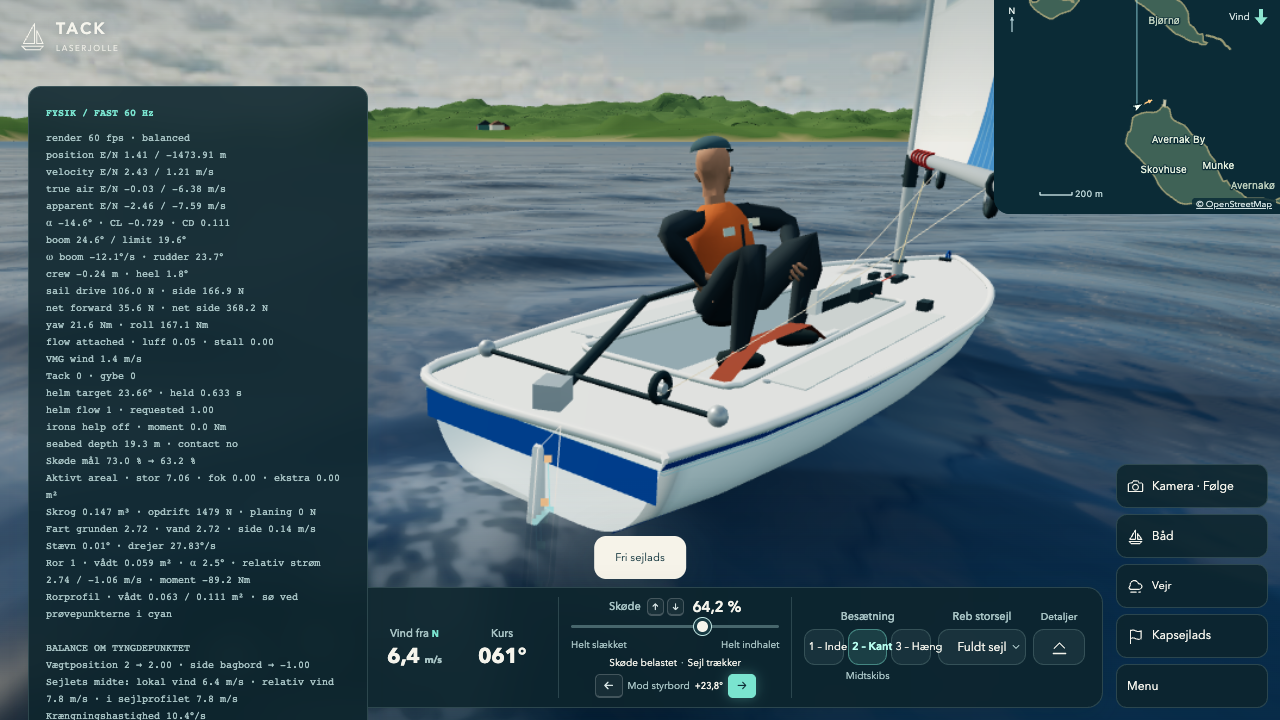 TACK
LASERJOLLE
FYSIK / FAST 60 Hz
render 60 fps · balanced
position E/N 1.41 / -1473.91 m
velocity E/N 2.43 / 1.21 m/s
true air E/N -0.03 / -6.38 m/s
apparent E/N -2.46 / -7.59 m/s
α -14.6° · CL -0.729 · CD 0.111
boom 24.6° / limit 19.6°
ω boom -12.1°/s · rudder 23.7°
crew -0.24 m · heel 1.8°
sail drive 106.0 N · side 166.9 N
net forward 35.6 N · net side 368.2 N
yaw 21.6 Nm · roll 167.1 Nm
flow attached · luff 0.05 · stall 0.00
VMG wind 1.4 m/s
Tack 0 · gybe 0
helm target 23.66° · held 0.633 s
helm flow 1 · requested 1.00
irons help off · moment 0.0 Nm
seabed depth 19.3 m · contact no
Skøde mål 73.0 % → 63.2 %
Aktivt areal · stor 7.06 · fok 0.00 · ekstra 0.00
m²
Skrog 0.147 m³ · opdrift 1479 N · planing 0 N
Fart grunden 2.72 · vand 2.72 · side 0.14 m/s
Stævn 0.01° · drejer 27.83°/s
Ror 1 · vådt 0.059 m² · α 2.5° · relativ strøm
2.74 / -1.06 m/s · moment -89.2 Nm
Rorprofil · vådt 0.063 / 0.111 m² · sø ved
prøvepunkterne i cyan
BALANCE OM TYNGDEPUNKTET
Vægtposition 2 → 2.00 · side bagbord → -1.00
Sejlets midte: lokal vind 6.4 m/s · relativ vind
7.8 m/s · i sejlprofilet 7.8 m/s
Krængningshastighed 10.4°/s
N
Vind
Bjørnø
Avernak By
Skovhuse
Munke
Avernakø
200 m
© OpenStreetMap
Kamera · Følge
Båd
Vejr
Kapsejlads
Menu
Fri sejlads
Vind fra N
6,4 m/s
Kurs
061°
Skøde ↑ ↓ 64,2 %
Helt slækket
Helt indhalet
Skøde belastet · Sejl trækker
← Mod styrbord +23,8° →
Besætning
1 - Inde
2 - Kant
3 - Hæng
Midtskibs
Reb storsejl
Fuldt sejl
Detaljer